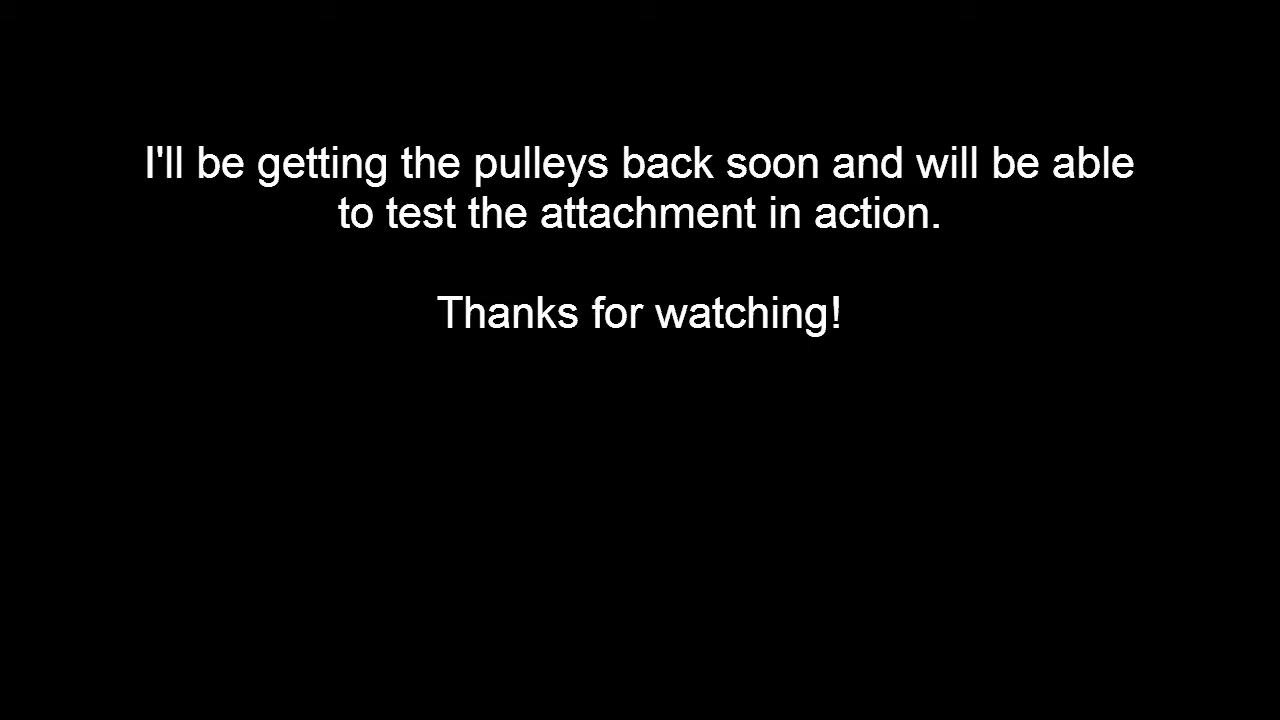 I'll be getting the pulleys back soon and will be able
to test the attachment in action.
Thanks for watching!